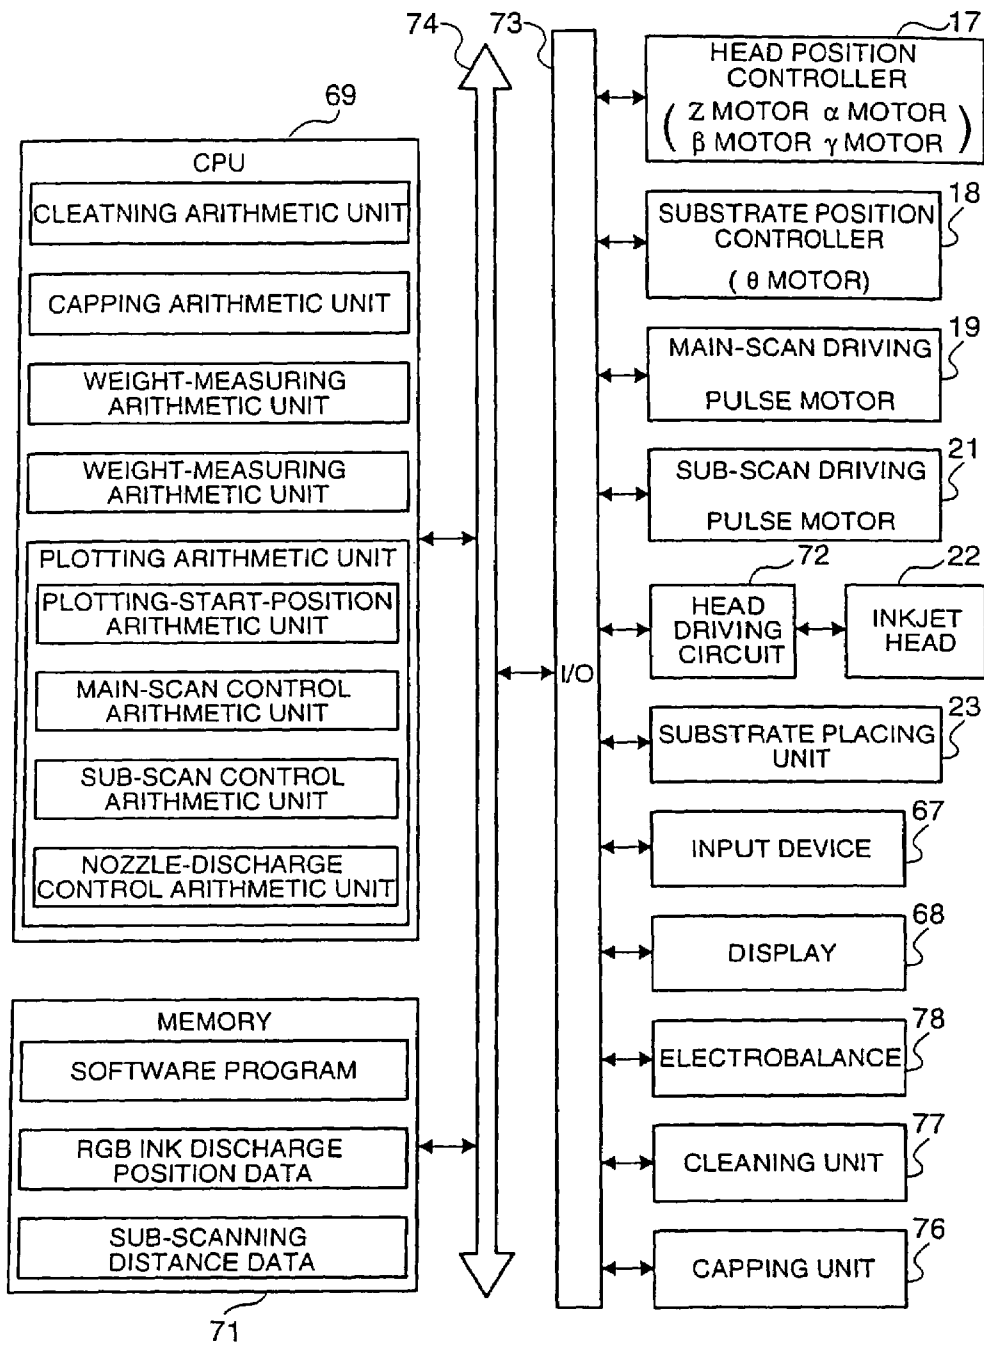 69
CPU
CLEATNING ARITHMETIC UNIT
CAPPING ARITHMETIC UNIT
WEIGHT-MEASURING
ARITHMETIC UNIT
WEIGHT-MEASURING
ARITHMETIC UNIT
PLOTTING ARITHMETIC UNIT
PLOTTING-START-POSITION
ARITHMETIC UNIT
MAIN-SCAN CONTROL
ARITHMETIC UNIT
SUB-SCAN CONTROL
ARITHMETIC UNIT
NOZZLE-DISCHARGE
CONTROL ARITHMETIC UNIT
MEMORY
SOFTWARE PROGRAM
RGB INK DISCHARGE
POSITION DATA
SUB-SCANNING
DISTANCE DATA
71
74
73
I/O
17
HEAD POSITION
CONTROLLER
( Z MOTOR α MOTOR
β MOTOR γ MOTOR )
18
SUBSTRATE POSITION
CONTROLLER
( θ MOTOR)
19
MAIN-SCAN DRIVING
PULSE MOTOR
21
SUB-SCAN DRIVING
PULSE MOTOR
72
HEAD
DRIVING
CIRCUIT
22
INKJET
HEAD
23
SUBSTRATE PLACING
UNIT
67
INPUT DEVICE
68
DISPLAY
78
ELECTROBALANCE
77
CLEANING UNIT
76
CAPPING UNIT